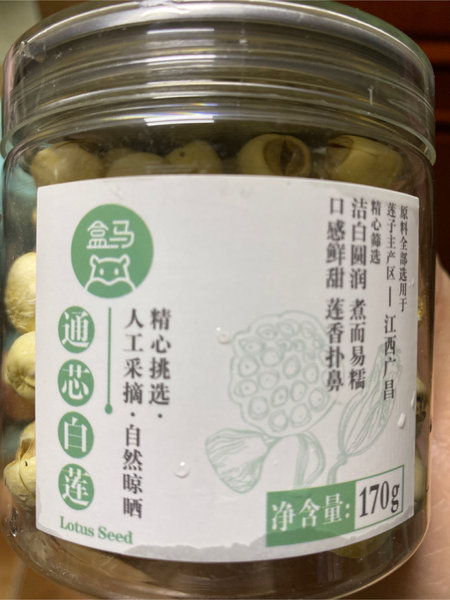 盒马
通芯白莲
Lotus Seed
精心挑选·
人工采摘·自然晾晒
原料全部选用于
莲子主产区—江西广昌
精心筛选
洁白圆润 煮而易糯
口感鲜甜 莲香扑鼻
净含量:170g